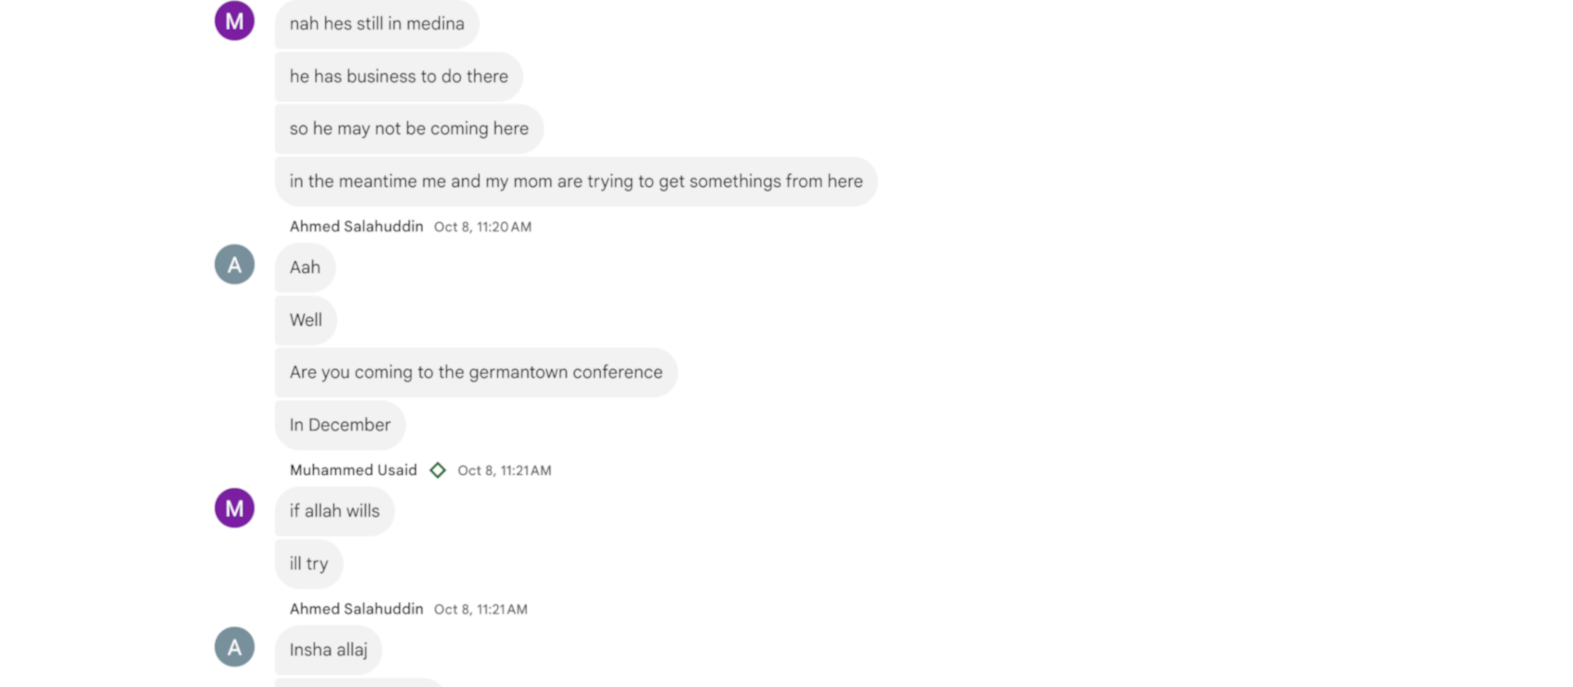 M
nah hes still in medina
he has business to do there
so he may not be coming here
in the meantime me and my mom are trying to get somethings from here
Ahmed Salahuddin Oct 8, 11:20 AM
A
Aah
Well
Are you coming to the germantown conference
In December
Muhammed Usaid Oct 8, 11:21 AM
M
if allah wills
ill try
Ahmed Salahuddin Oct 8, 11:21 AM
A
Insha allaj